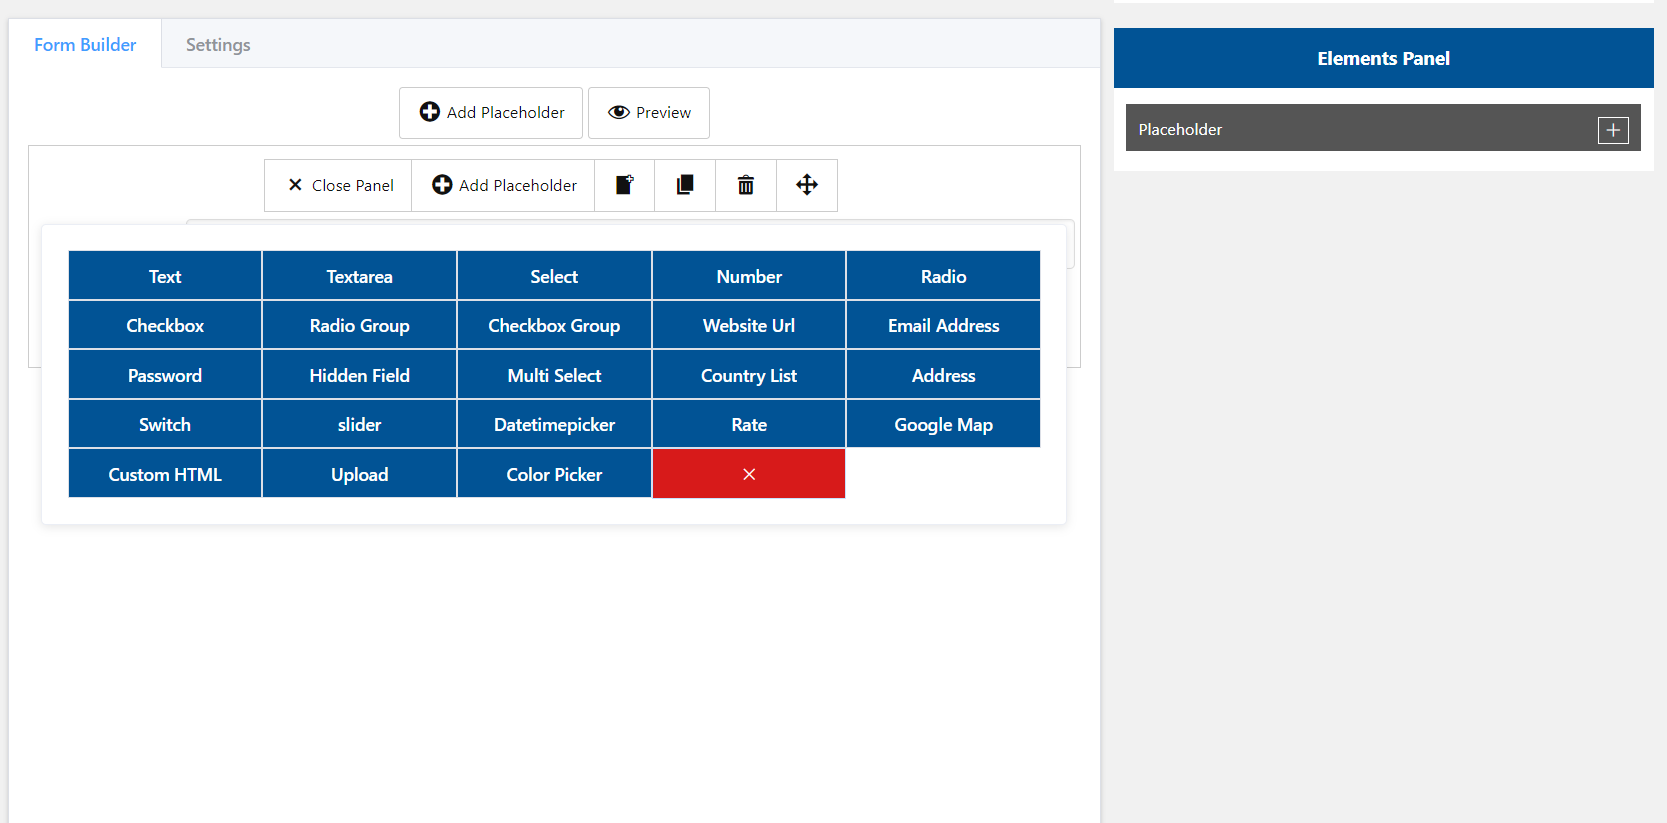 Form Builder Settings
Elements Panel
Add Placeholder Preview
Placeholder
Close Panel Add Placeholder
Text Textarea Select Number Radio
Checkbox Radio Group Checkbox Group Website Url Email Address
Password Hidden Field Multi Select Country List Address
Switch slider Datetimepicker Rate Google Map
Custom HTML Upload Color Picker